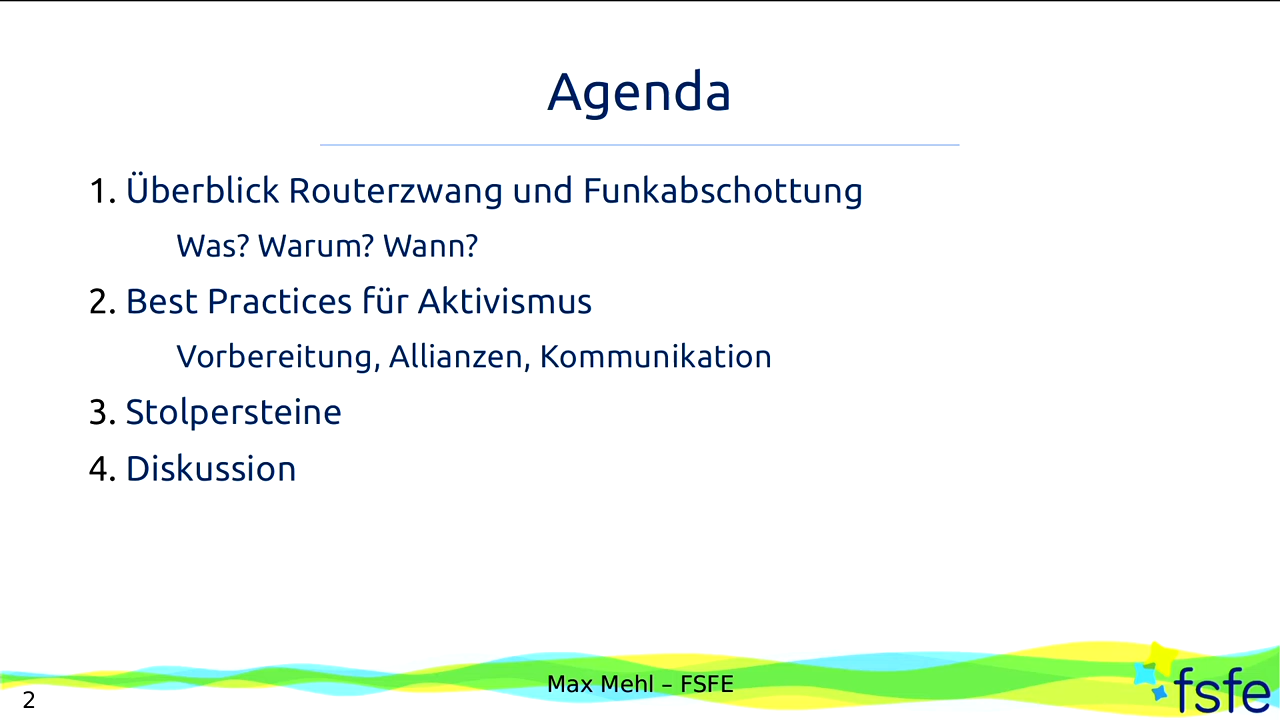 Agenda
1. Überblick Routerzwang und Funkabschottung
Was? Warum? Wann?
2. Best Practices für Aktivismus
Vorbereitung, Allianzen, Kommunikation
3. Stolpersteine
4. Diskussion
2
Max Mehl – FSFE
fsfe